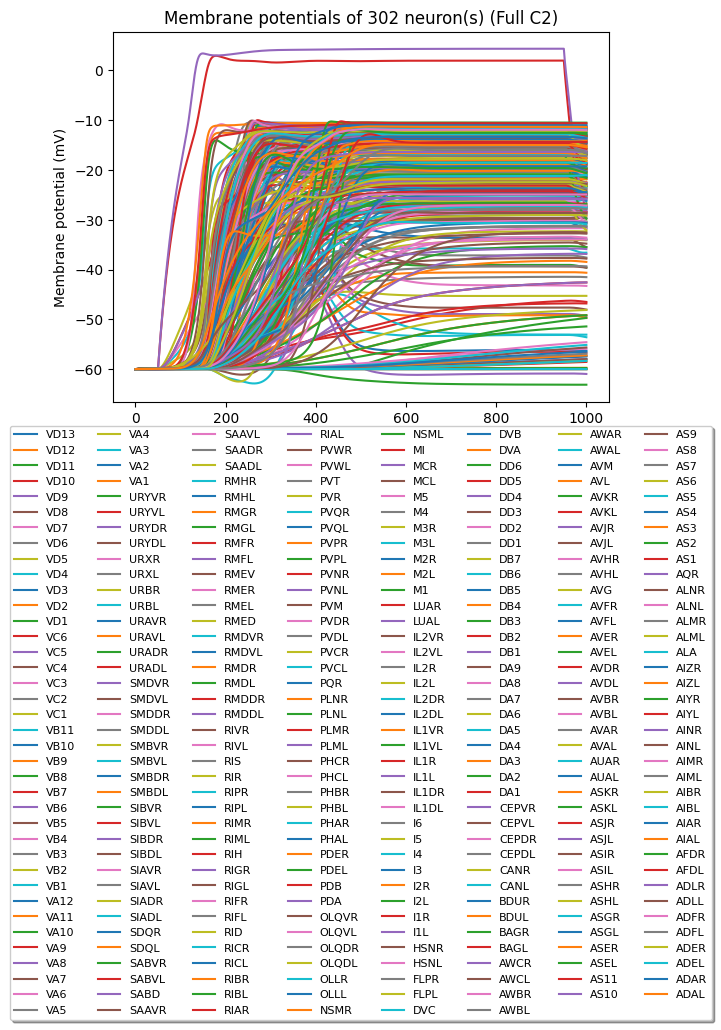 Membrane potentials of 302 neuron(s) (Full C2)
Membrane potential (mV)
0
−10
−20
−30
−40
−50
−60
0
200
400
600
800
1000
VD13
VD12
VD11
VD10
VD9
VD8
VD7
VD6
VD5
VD4
VD3
VD2
VD1
VC6
VC5
VC4
VC3
VC2
VC1
VB11
VB10
VB9
VB8
VB7
VB6
VB5
VB4
VB3
VB2
VB1
VA12
VA11
VA10
VA9
VA8
VA7
VA6
VA5
VA4
VA3
VA2
VA1
URYVR
URYVL
URYDR
URYDL
URXR
URXL
URBR
URBL
URAVR
URAVL
URADR
URADL
SMDVR
SMDVL
SMDDR
SMDDL
SMBVR
SMBVL
SMBDR
SMBDL
SIBVR
SIBVL
SIBDR
SIBDL
SIAVR
SIAVL
SIADR
SIADL
SDQR
SDQL
SABVR
SABVL
SABD
SAAVR
SAAVL
SAADR
SAADL
RMHR
RMHL
RMGR
RMGL
RMFR
RMFL
RMEV
RMER
RMEL
RMED
RMDVR
RMDVL
RMDR
RMDL
RMDDR
RMDDL
RIVR
RIVL
RIS
RIR
RIPR
RIPL
RIMR
RIML
RIH
RIGR
RIGL
RIFR
RIFL
RID
RICR
RICL
RIBR
RIBL
RIAR
RIAL
PVWR
PVWL
PVT
PVR
PVQR
PVQL
PVPR
PVPL
PVNR
PVNL
PVM
PVDR
PVDL
PVCR
PVCL
PQR
PLNR
PLNL
PLMR
PLML
PHCR
PHCL
PHBR
PHBL
PHAR
PHAL
PDER
PDEL
PDB
PDA
OLQVR
OLQVL
OLQDR
OLQDL
OLLR
OLLL
NSMR
NSML
MI
MCR
MCL
M5
M4
M3R
M3L
M2R
M2L
M1
LUAR
LUAL
IL2VR
IL2VL
IL2R
IL2L
IL2DR
IL2DL
IL1VR
IL1VL
IL1R
IL1L
IL1DR
IL1DL
I6
I5
I4
I3
I2R
I2L
I1R
I1L
HSNR
HSNL
FLPR
FLPL
DVC
DVB
DVA
DD6
DD5
DD4
DD3
DD2
DD1
DB7
DB6
DB5
DB4
DB3
DB2
DB1
DA9
DA8
DA7
DA6
DA5
DA4
DA3
DA2
DA1
CEPVR
CEPVL
CEPDR
CEPDL
CANR
CANL
BDUR
BDUL
BAGR
BAGL
AWCR
AWCL
AWBR
AWBL
AWAR
AWAL
AVM
AVL
AVKR
AVKL
AVJR
AVJL
AVHR
AVHL
AVG
AVFR
AVFL
AVER
AVEL
AVDR
AVDL
AVBR
AVBL
AVAR
AVAL
AUAR
AUAL
ASKR
ASKL
ASJR
ASJL
ASIR
ASIL
ASHR
ASHL
ASGR
ASGL
ASER
ASEL
AS11
AS10
AS9
AS8
AS7
AS6
AS5
AS4
AS3
AS2
AS1
AQR
ALNR
ALNL
ALMR
ALML
ALA
AIZR
AIZL
AIYR
AIYL
AINR
AINL
AIMR
AIML
AIBR
AIBL
AIAR
AIAL
AFDR
AFDL
ADLR
ADLL
ADFR
ADFL
ADER
ADEL
ADAR
ADAL